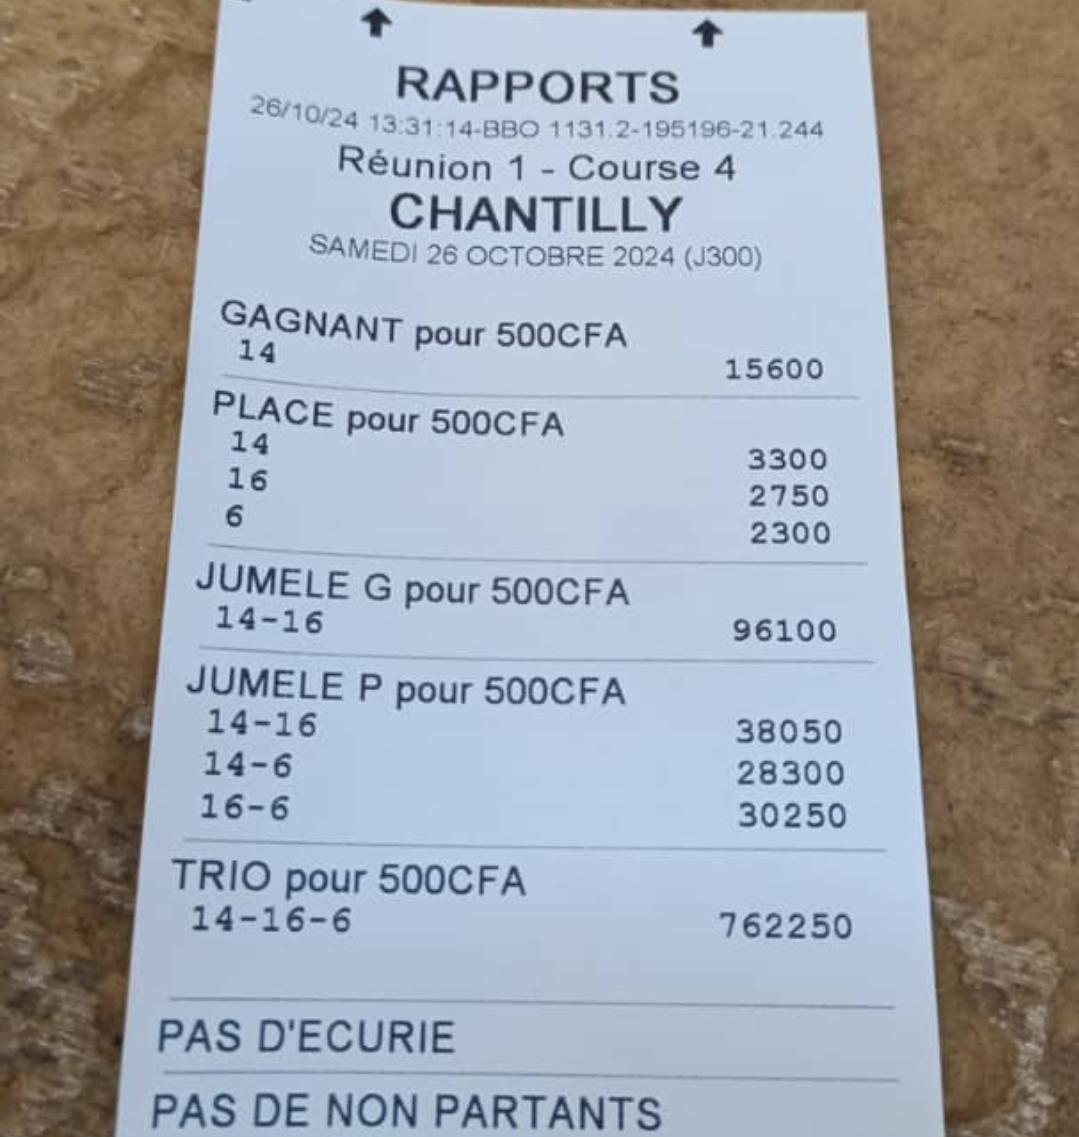 RAPPORTS
26/10/24 13:31:14-BBO 1131.2-195196-21.244
Réunion 1 - Course 4
CHANTILLY
SAMEDI 26 OCTOBRE 2024 (J300)
GAGNANT pour 500CFA
14 15600
PLACE pour 500CFA
14 3300
16 2750
6 2300
JUMELE G pour 500CFA
14-16 96100
JUMELE P pour 500CFA
14-16 38050
14-6 28300
16-6 30250
TRIO pour 500CFA
14-16-6 762250
PAS D'ECURIE
PAS DE NON PARTANTS